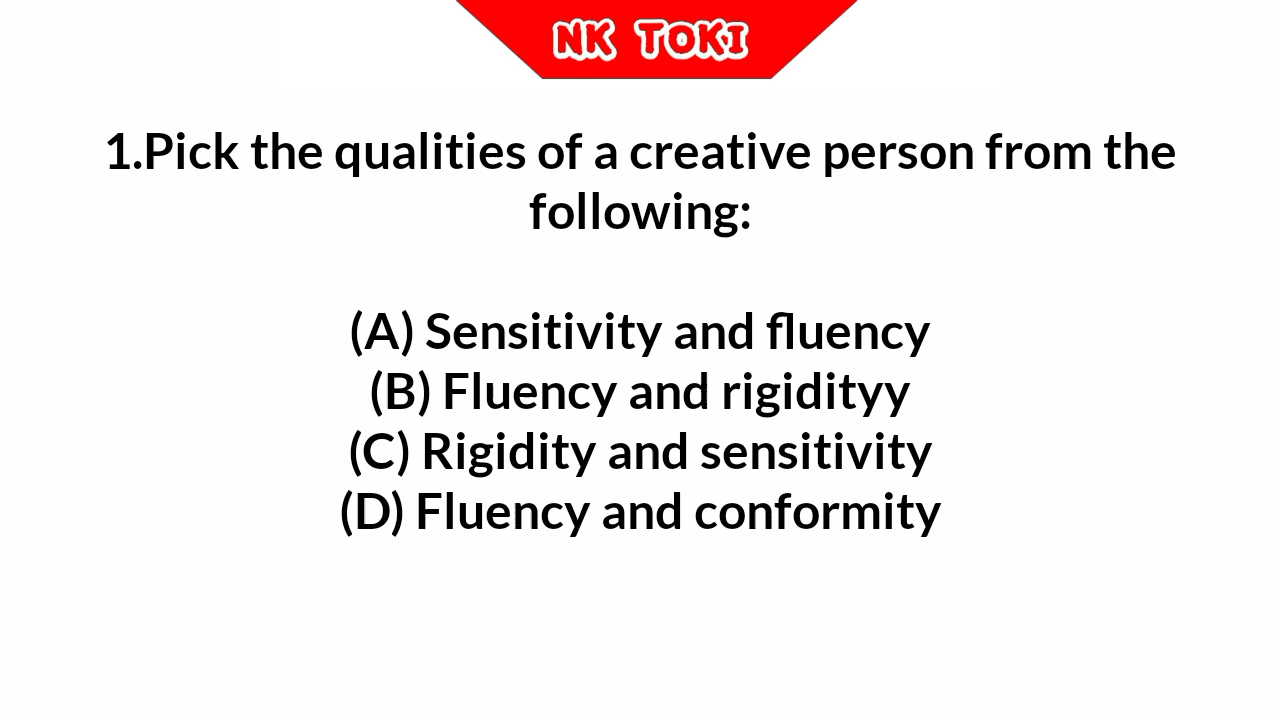 NK TOKI
1.Pick the qualities of a creative person from the
following:
(A) Sensitivity and fluency
(B) Fluency and rigidityy
(C) Rigidity and sensitivity
(D) Fluency and conformity